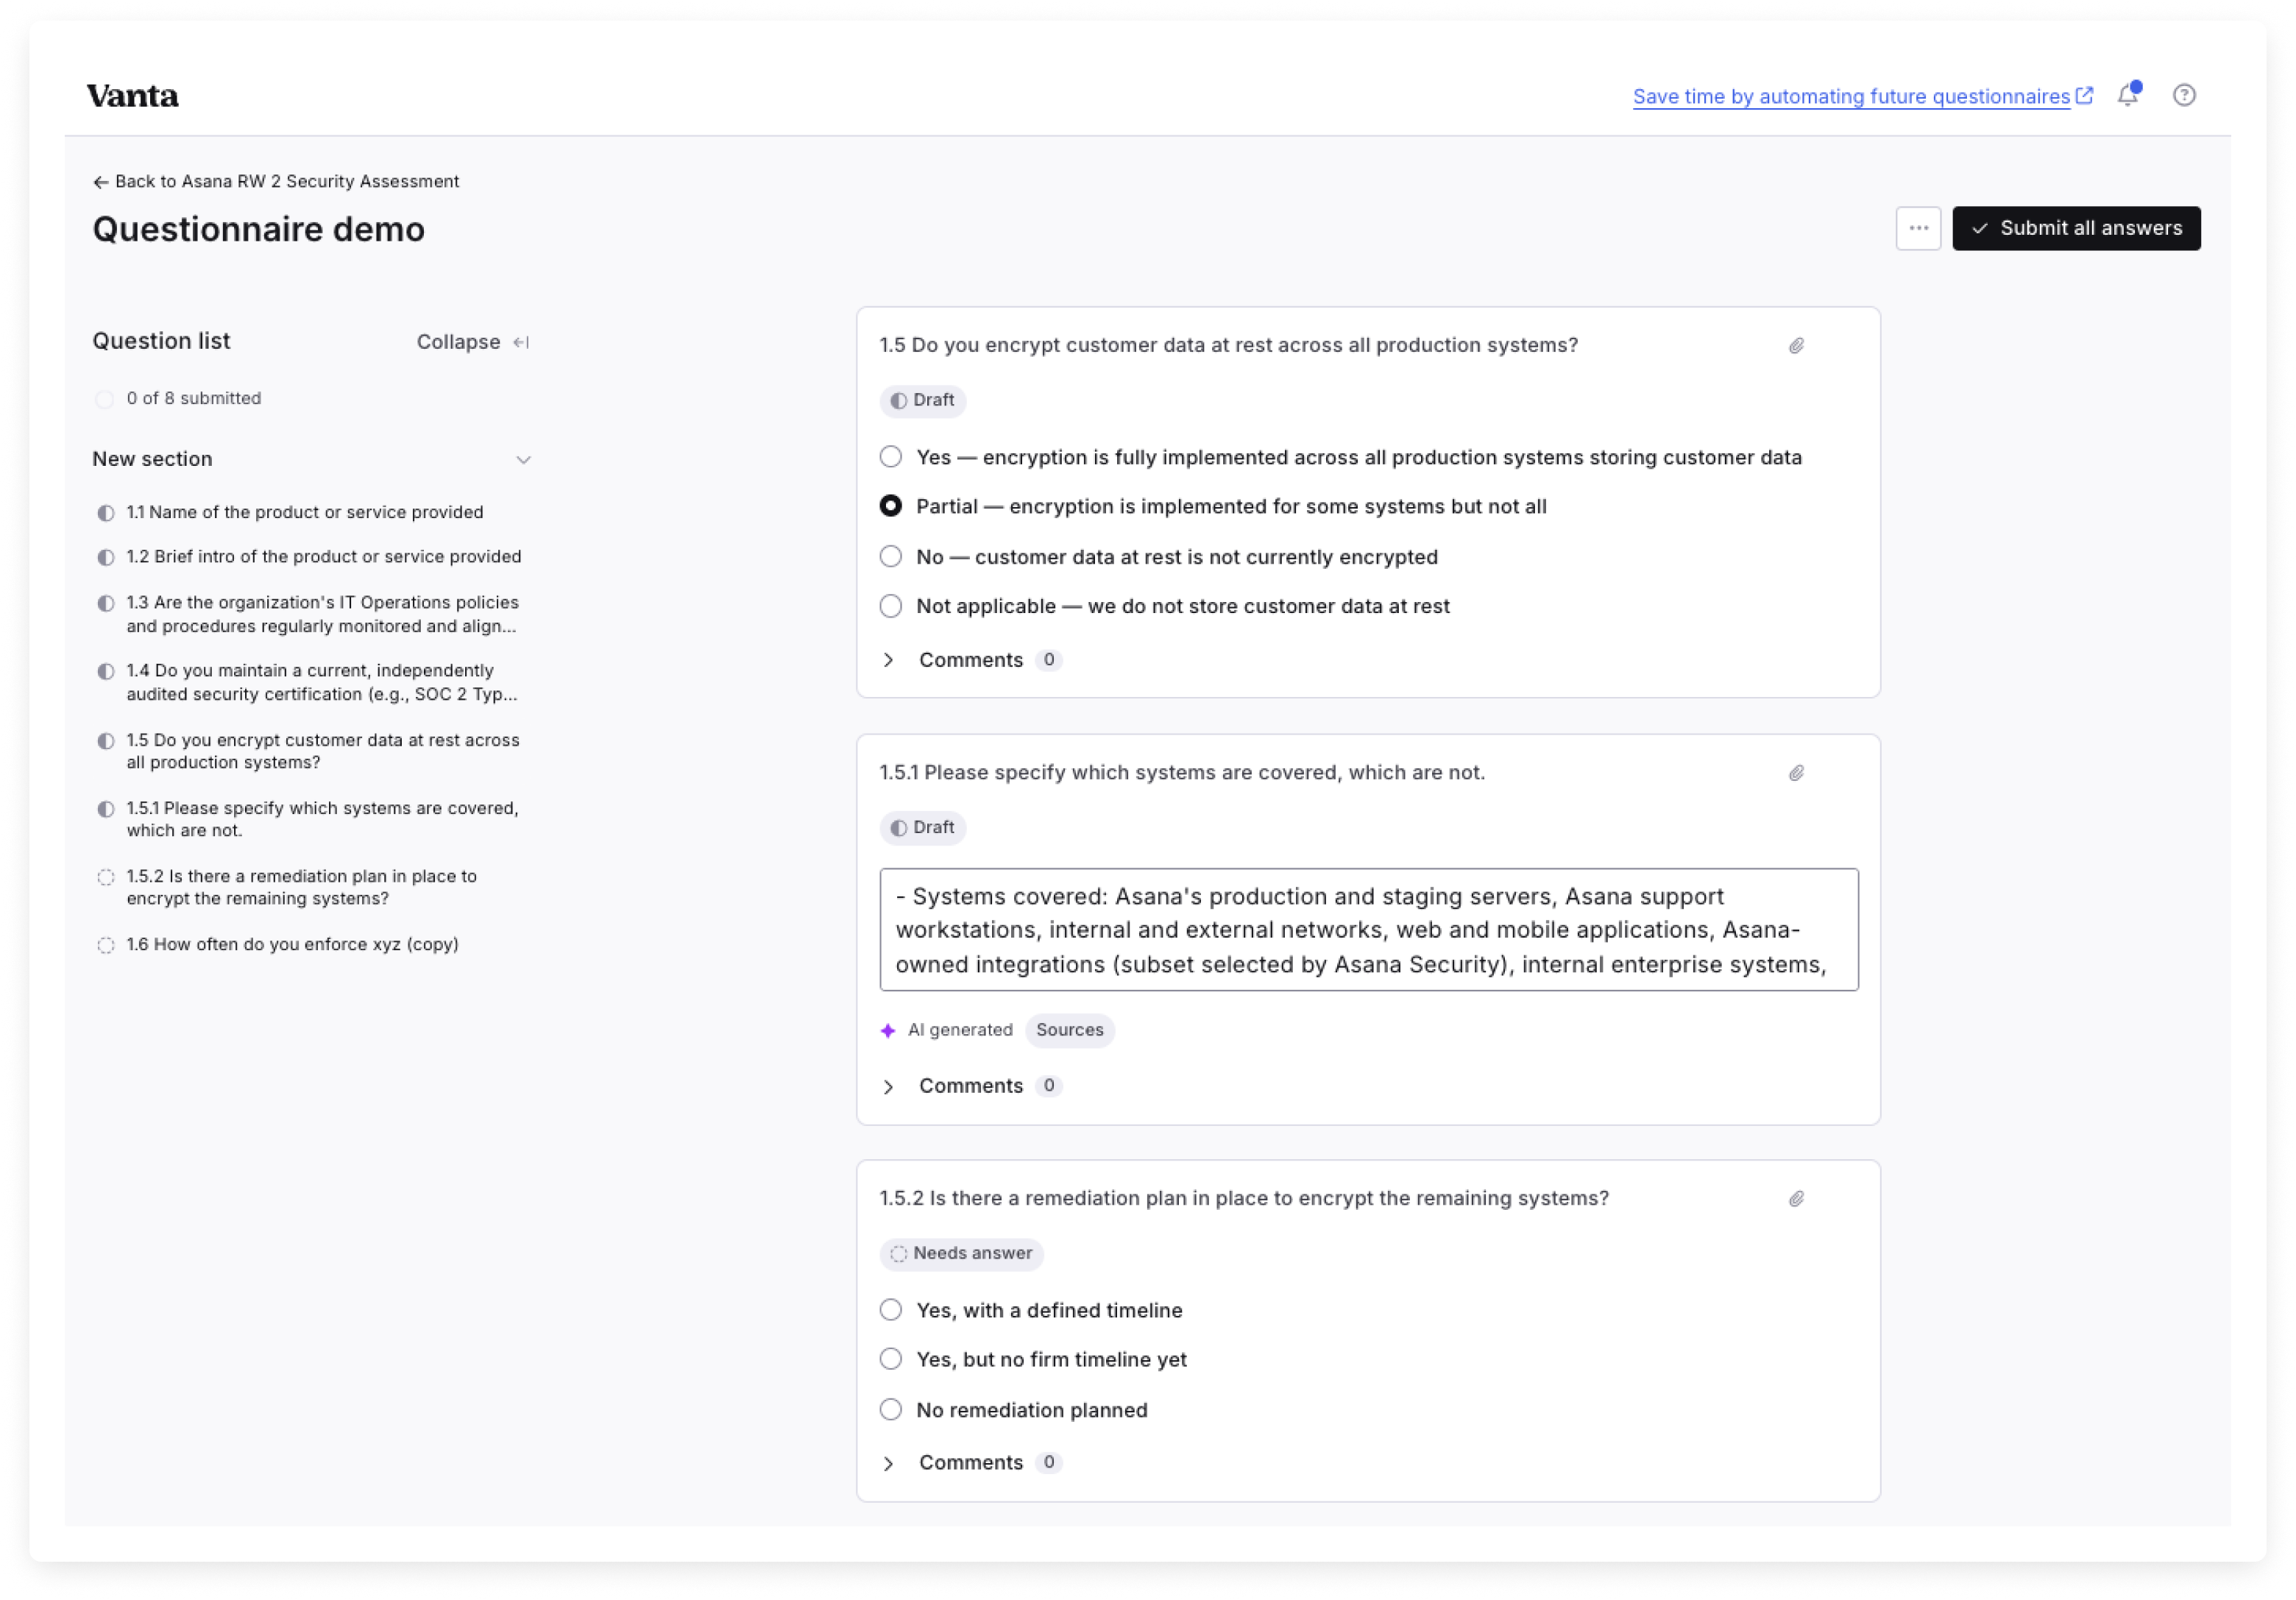 Vanta
Save time by automating future questionnaires
Back to Asana RW 2 Security Assessment
Questionnaire demo
Submit all answers
Question list
Collapse
0 of 8 submitted
New section
1.1 Name of the product or service provided
1.2 Brief intro of the product or service provided
1.3 Are the organization's IT Operations policies
and procedures regularly monitored and align...
1.4 Do you maintain a current, independently
audited security certification (e.g., SOC 2 Typ...
1.5 Do you encrypt customer data at rest across
all production systems?
1.5.1 Please specify which systems are covered,
which are not.
1.5.2 Is there a remediation plan in place to
encrypt the remaining systems?
1.6 How often do you enforce xyz (copy)
1.5 Do you encrypt customer data at rest across all production systems?
Draft
Yes — encryption is fully implemented across all production systems storing customer data
Partial — encryption is implemented for some systems but not all
No — customer data at rest is not currently encrypted
Not applicable — we do not store customer data at rest
Comments 0
1.5.1 Please specify which systems are covered, which are not.
Draft
- Systems covered: Asana's production and staging servers, Asana support
workstations, internal and external networks, web and mobile applications, Asana-
owned integrations (subset selected by Asana Security), internal enterprise systems,
AI generated Sources
Comments 0
1.5.2 Is there a remediation plan in place to encrypt the remaining systems?
Needs answer
Yes, with a defined timeline
Yes, but no firm timeline yet
No remediation planned
Comments 0